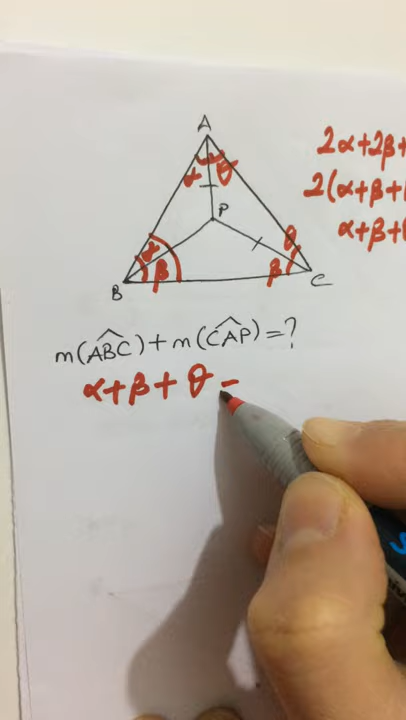 A
α θ
P
α β
θ
β
B
C
2α+2β+
2(α+β+
α+β+
m(ABC)+m(CAP)=?
α+β+θ=